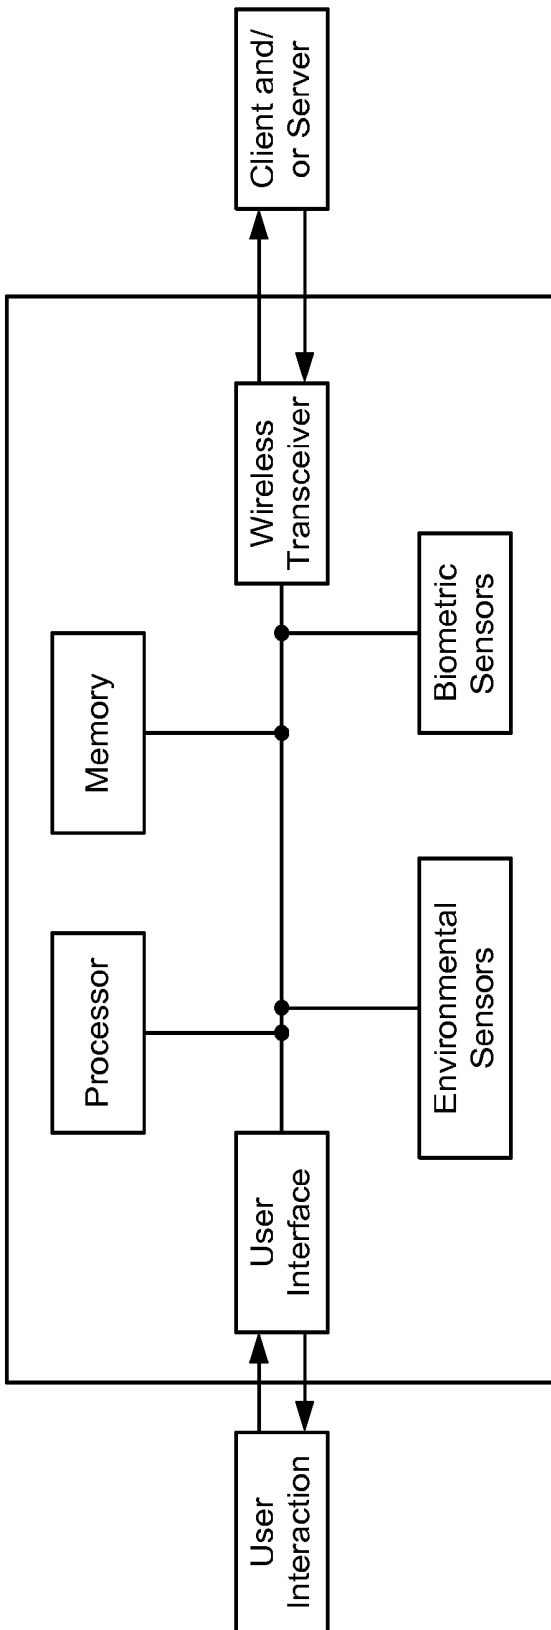 User
Interaction
User
Interface
Processor
Memory
Environmental
Sensors
Biometric
Sensors
Wireless
Transceiver
Client and/
or Server